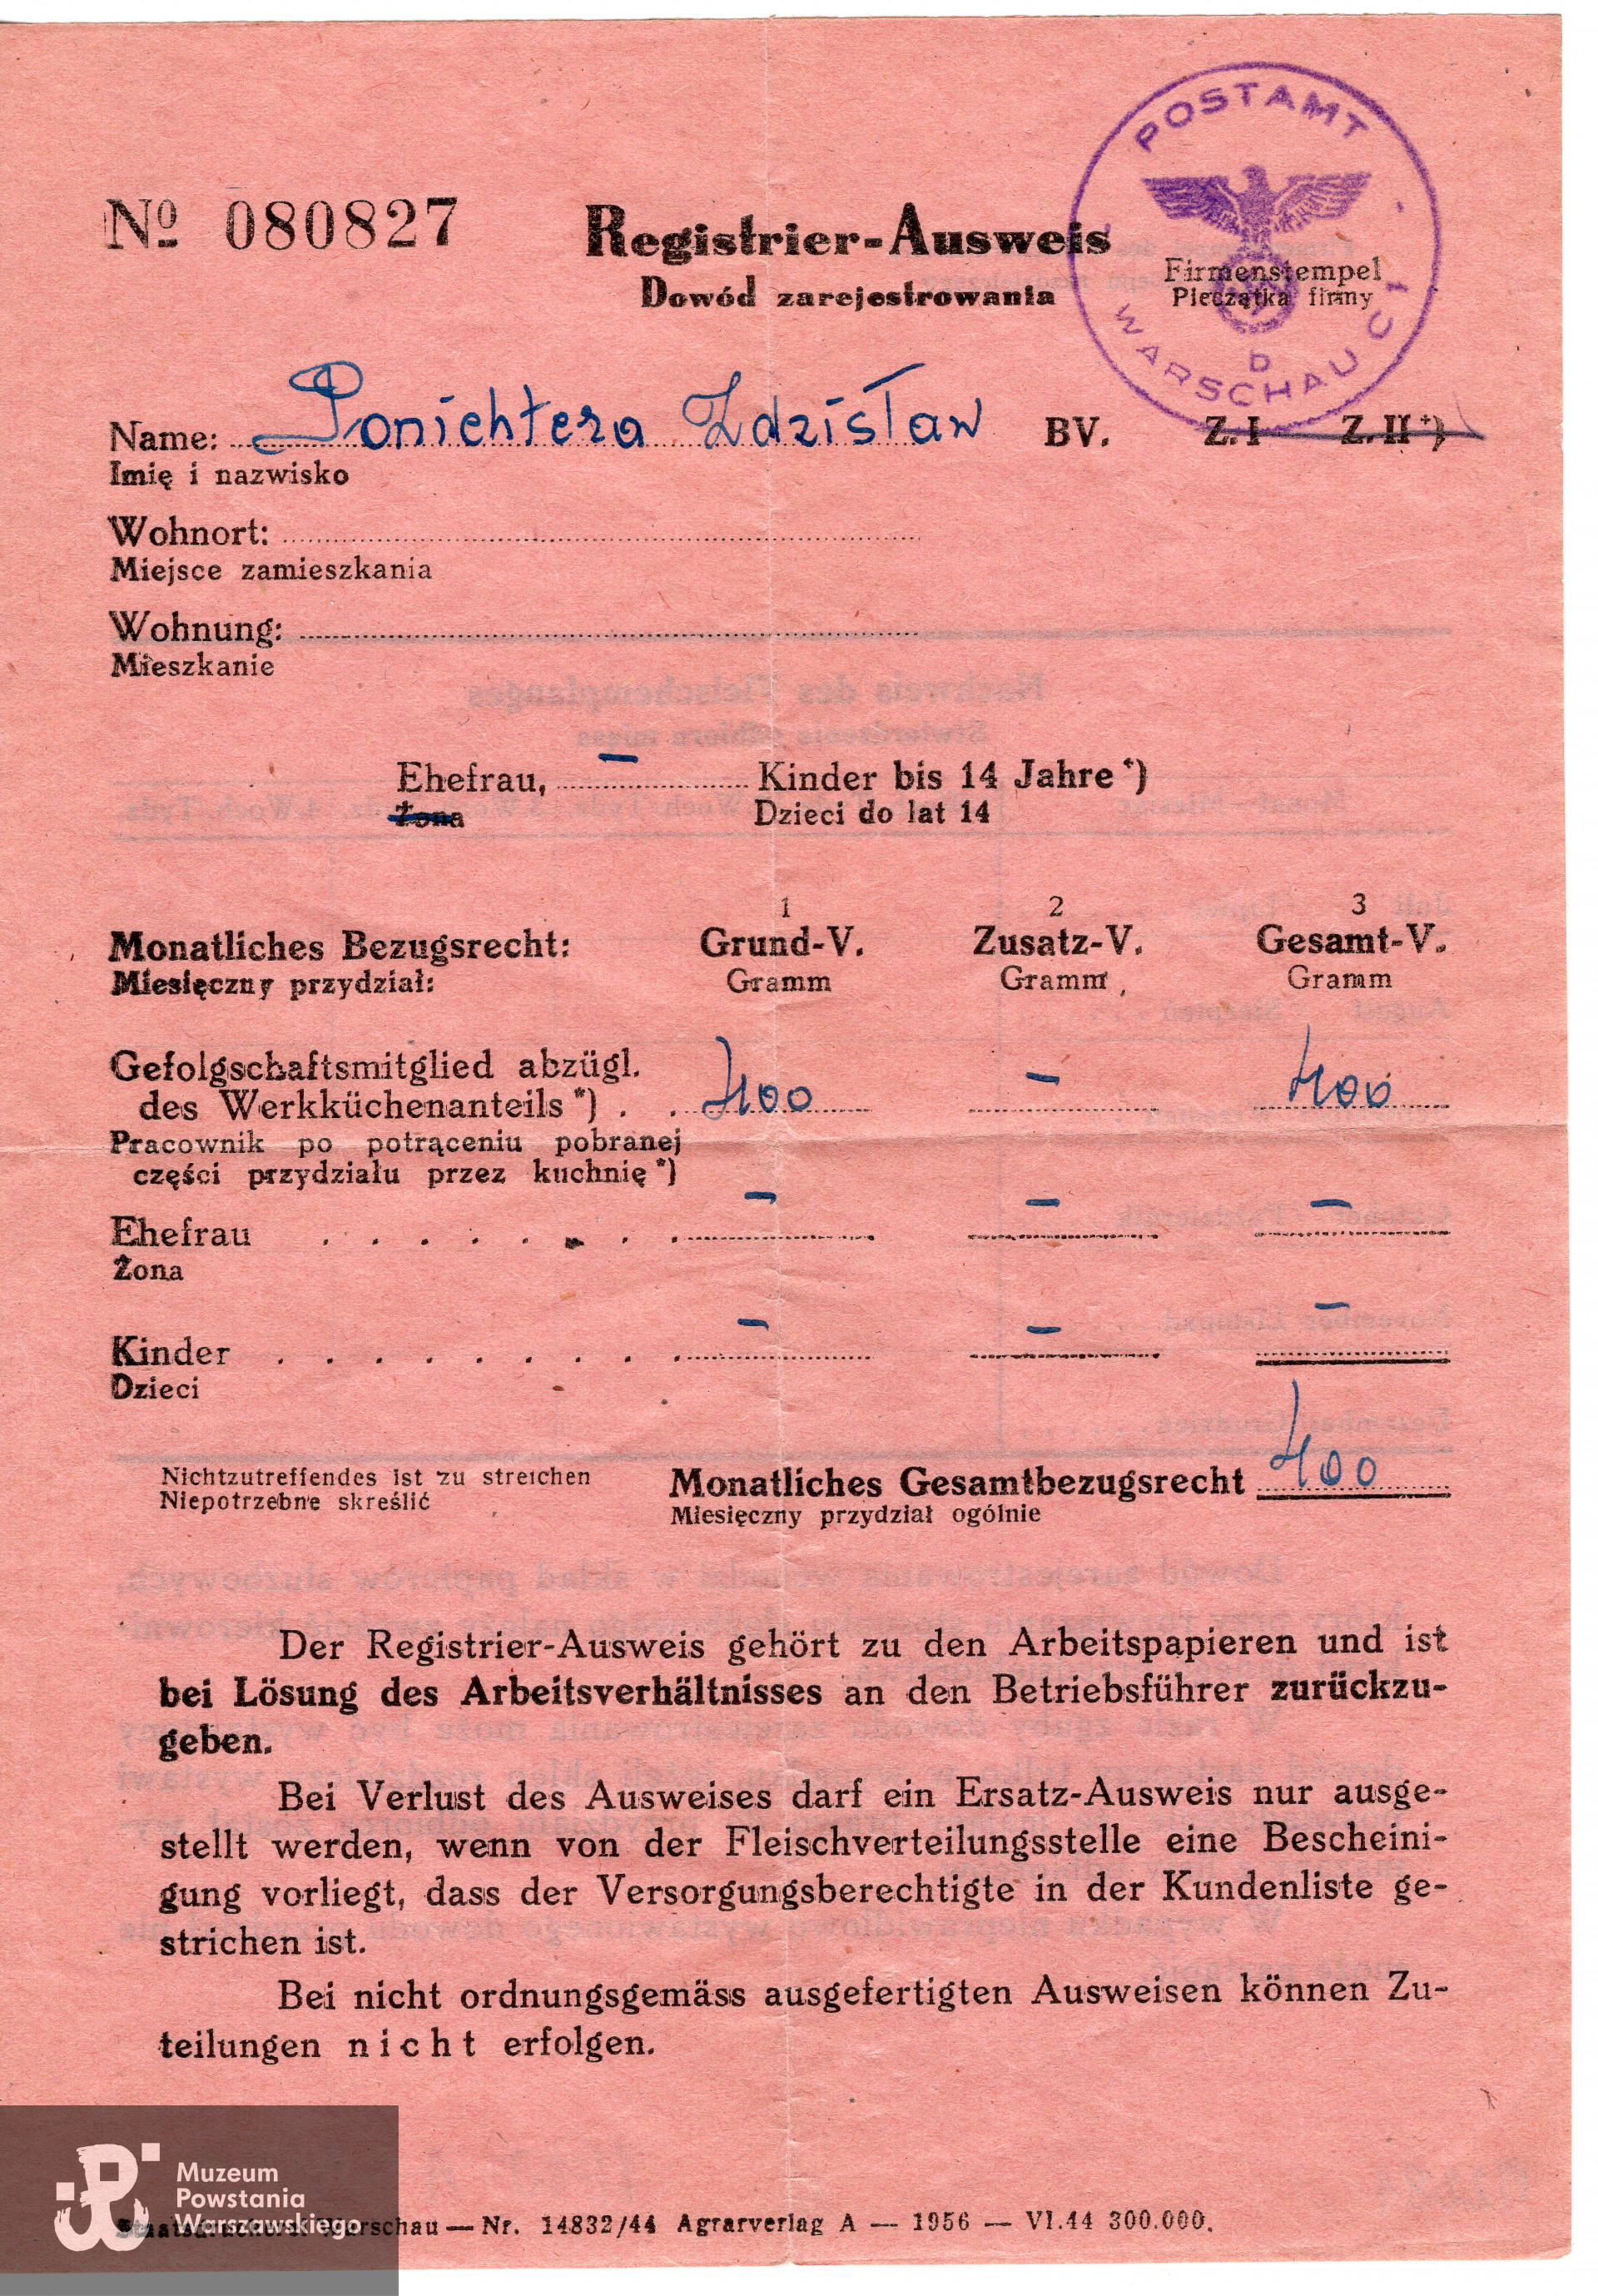 POSTAMT
WARSCHAU C1
b
№ 080827
Registrier-Ausweis
Dowód zarejestrowania
Firmenstempel
Pieczątka firmy
Name: Ponichtera Zdzisław BV. Z. I Z. II *)
Imię i nazwisko
Wohnort:
Miejsce zamieszkania
Wohnung:
Mieszkanie
Ehefrau, – Kinder bis 14 Jahre *)
Żona Dzieci do lat 14
1 2 3
Monatliches Bezugsrecht: Grund-V. Zusatz-V. Gesamt-V.
Miesięczny przydział: Gramm Gramm Gramm
Gefolgschaftsmitglied abzügl.
des Werkküchenanteils *) . . 400 – 400
Pracownik po potrąceniu pobranej
części przydziału przez kuchnię *)
Ehefrau . . . . . . . . – – –
Żona
Kinder . . . . . . . . . – – –
Dzieci
Nichtzutreffendes ist zu streichen
Niepotrzebne skreślić
Monatliches Gesamtbezugsrecht 400
Miesięczny przydział ogólnie
Der Registrier-Ausweis gehört zu den Arbeitspapieren und ist
bei Lösung des Arbeitsverhältnisses an den Betriebsführer zurückzu-
geben.
Bei Verlust des Ausweises darf ein Ersatz-Ausweis nur ausge-
stellt werden, wenn von der Fleischverteilungsstelle eine Bescheini-
gung vorliegt, dass der Versorgungsberechtigte in der Kundenliste ge-
strichen ist.
Bei nicht ordnungsgemäss ausgefertigten Ausweisen können Zu-
teilungen nicht erfolgen.
Muzeum
Powstania
Warszawskiego
Staatsdruckerei Warschau — Nr. 14832/44 Agrarverlag A — 1956 — VI.44 300.000.